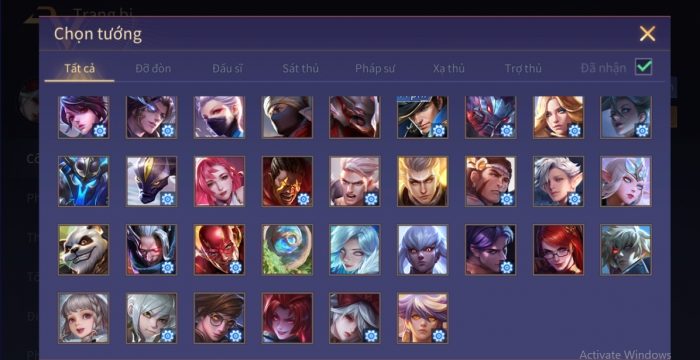 Trang bị
Chọn tướng
Tất cả Đỡ đòn Đấu sĩ Sát thủ Pháp sư Xạ thủ Trợ thủ Đã nhận
Activate Windows